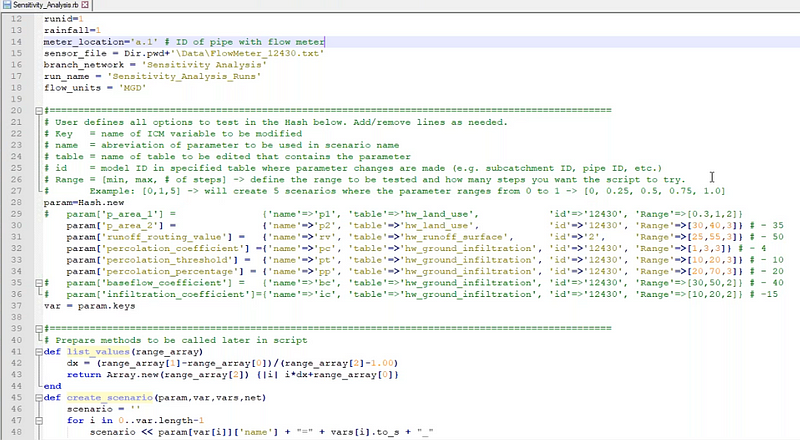 Sensitivity_Analysis.rb
12 runid=1
13 rainfall=1
14 meter_location='a.1' # ID of pipe with flow meter
15 sensor_file = Dir.pwd+'\Data\FlowMeter_12430.txt'
16 branch_network = 'Sensitivity Analysis'
17 run_name = 'Sensitivity_Analysis_Runs'
18 flow_units = 'MGD'
19
20 #================================================================================
21 # User defines all options to test in the Hash below. Add/remove lines as needed.
22 # Key = name of ICM variable to be modified
23 # name = abreviation of parameter to be used in scenario name
24 # table = name of table to be edited that contains the parameter
25 # id = model ID in specified table where parameter changes are made (e.g. subcatchment ID, pipe ID, etc.)
26 # Range = [min, max, # of steps] -> define the range to be tested and how many steps you want the script to try.
27 # Example: [0,1,5] -> will create 5 scenarios where the parameter ranges from 0 to 1 -> [0, 0.25, 0.5, 0.75, 1.0]
28 param=Hash.new
29 # param['p_area_1'] = {'name'=>'p1', 'table'=>'hw_land_use', 'id'=>'12430', 'Range'=>[0.3,1,2]}
30 param['p_area_2'] = {'name'=>'p2', 'table'=>'hw_land_use', 'id'=>'12430', 'Range'=>[30,40,3]} # - 35
31 param['runoff_routing_value'] = {'name'=>'rv', 'table'=>'hw_runoff_surface', 'id'=>'2', 'Range'=>[25,55,3]} # - 50
32 param['percolation_coefficient'] ={'name'=>'pc', 'table'=>'hw_ground_infiltration', 'id'=>'12430', 'Range'=>[1,3,3]} # - 4
33 param['percolation_threshold'] = {'name'=>'pt', 'table'=>'hw_ground_infiltration', 'id'=>'12430', 'Range'=>[10,20,3]} # - 10
34 param['percolation_percentage'] = {'name'=>'pp', 'table'=>'hw_ground_infiltration', 'id'=>'12430', 'Range'=>[20,70,3]} # - 20
35 # param['baseflow_coefficient'] = {'name'=>'bc', 'table'=>'hw_ground_infiltration', 'id'=>'12430', 'Range'=>[30,50,2]} # - 40
36 # param['infiltration_coefficient']={'name'=>'ic', 'table'=>'hw_ground_infiltration', 'id'=>'12430', 'Range'=>[10,20,2]} # -15
37 var = param.keys
38
39 #================================================================================
40 # Prepare methods to be called later in script
41 def list_values(range_array)
42 dx = (range_array[1]-range_array[0])/(range_array[2]-1.00)
43 return Array.new(range_array[2]) {|i| i*dx+range_array[0]}
44 end
45 def create_scenario(param,var,vars,net)
46 scenario = ''
47 for i in 0..var.length-1
48 scenario << param[var[i]]['name'] + "=" + vars[i].to_s + "_"